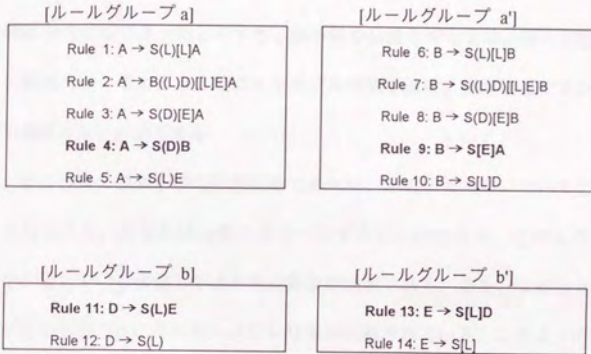 [ルールグループ a]
Rule 1: A → S(L)[L]A
Rule 2: A → B((L)D)[[L]E]A
Rule 3: A → S(D)[E]A
Rule 4: A → S(D)B
Rule 5: A → S(L)E
[ルールグループ a']
Rule 6: B → S(L)[L]B
Rule 7: B → S((L)D)[[L]E]B
Rule 8: B → S(D)[E]B
Rule 9: B → S[E]A
Rule 10: B → S[L]D
[ルールグループ b]
Rule 11: D → S(L)E
Rule 12: D → S(L)
[ルールグループ b']
Rule 13: E → S[L]D
Rule 14: E → S[L]